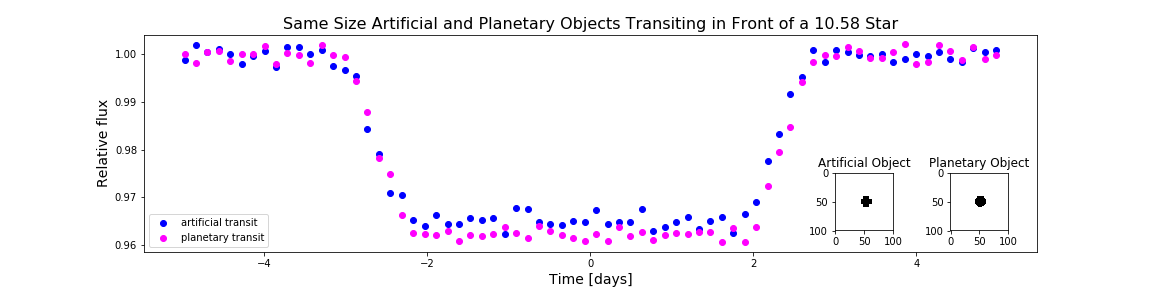 Same Size Artificial and Planetary Objects Transiting in Front of a 10.58 Star
Relative flux
1.00
0.99
0.98
0.97
0.96
artificial transit
planetary transit
Artificial Object
0
50
100
0 50 100
Planetary Object
0
50
100
0 50 100
−4 −2 0 2 4
Time [days]